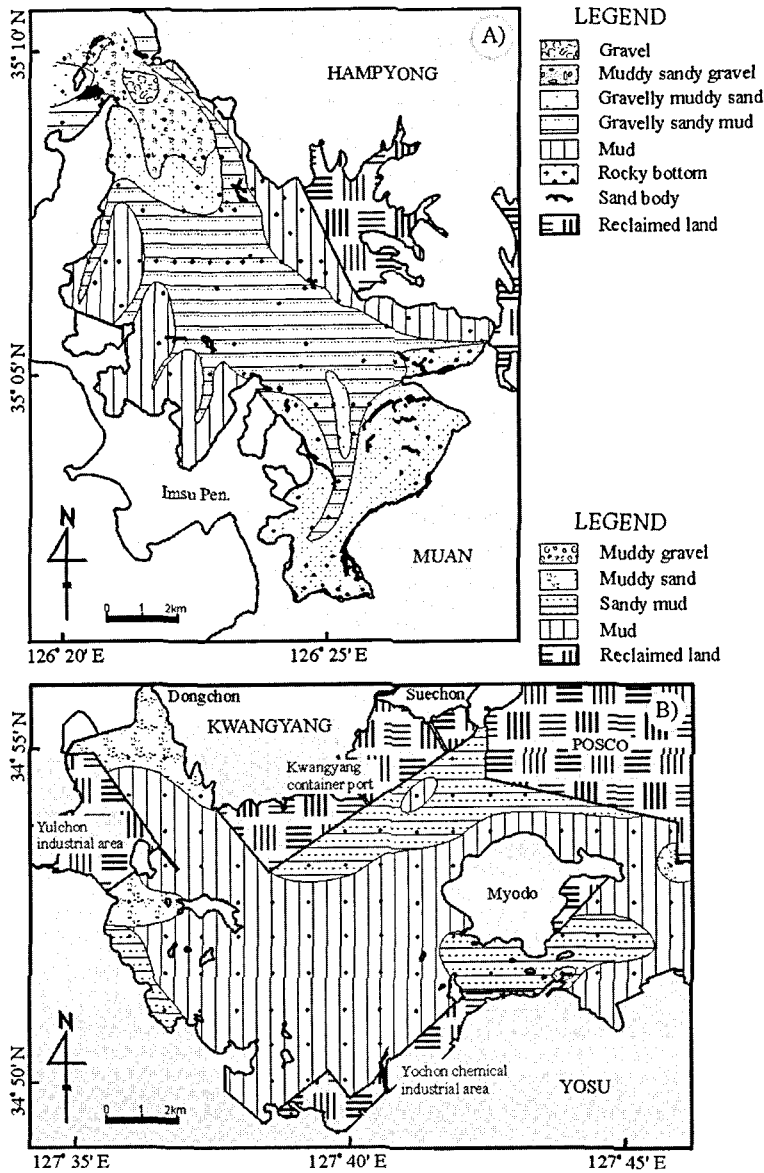 A)
LEGEND
Gravel
Muddy sandy gravel
Gravelly muddy sand
Gravelly sandy mud
Mud
Rocky bottom
Sand body
Reclaimed land
35° 10' N
HAMPYONG
35° 05' N
Imsu Pen.
MUAN
N
0 1 2km
126° 20' E
126° 25' E
LEGEND
Muddy gravel
Muddy sand
Sandy mud
Mud
Reclaimed land
B)
Dongchon
Suechon
KWANGYANG
POSCO
34° 55' N
Kwangyang
container port
Yulchon
industrial area
Myodo
N
Yochon chemical
industrial area
YOSU
34° 50' N
0 1 2km
127° 35' E
127° 40' E
127° 45' E